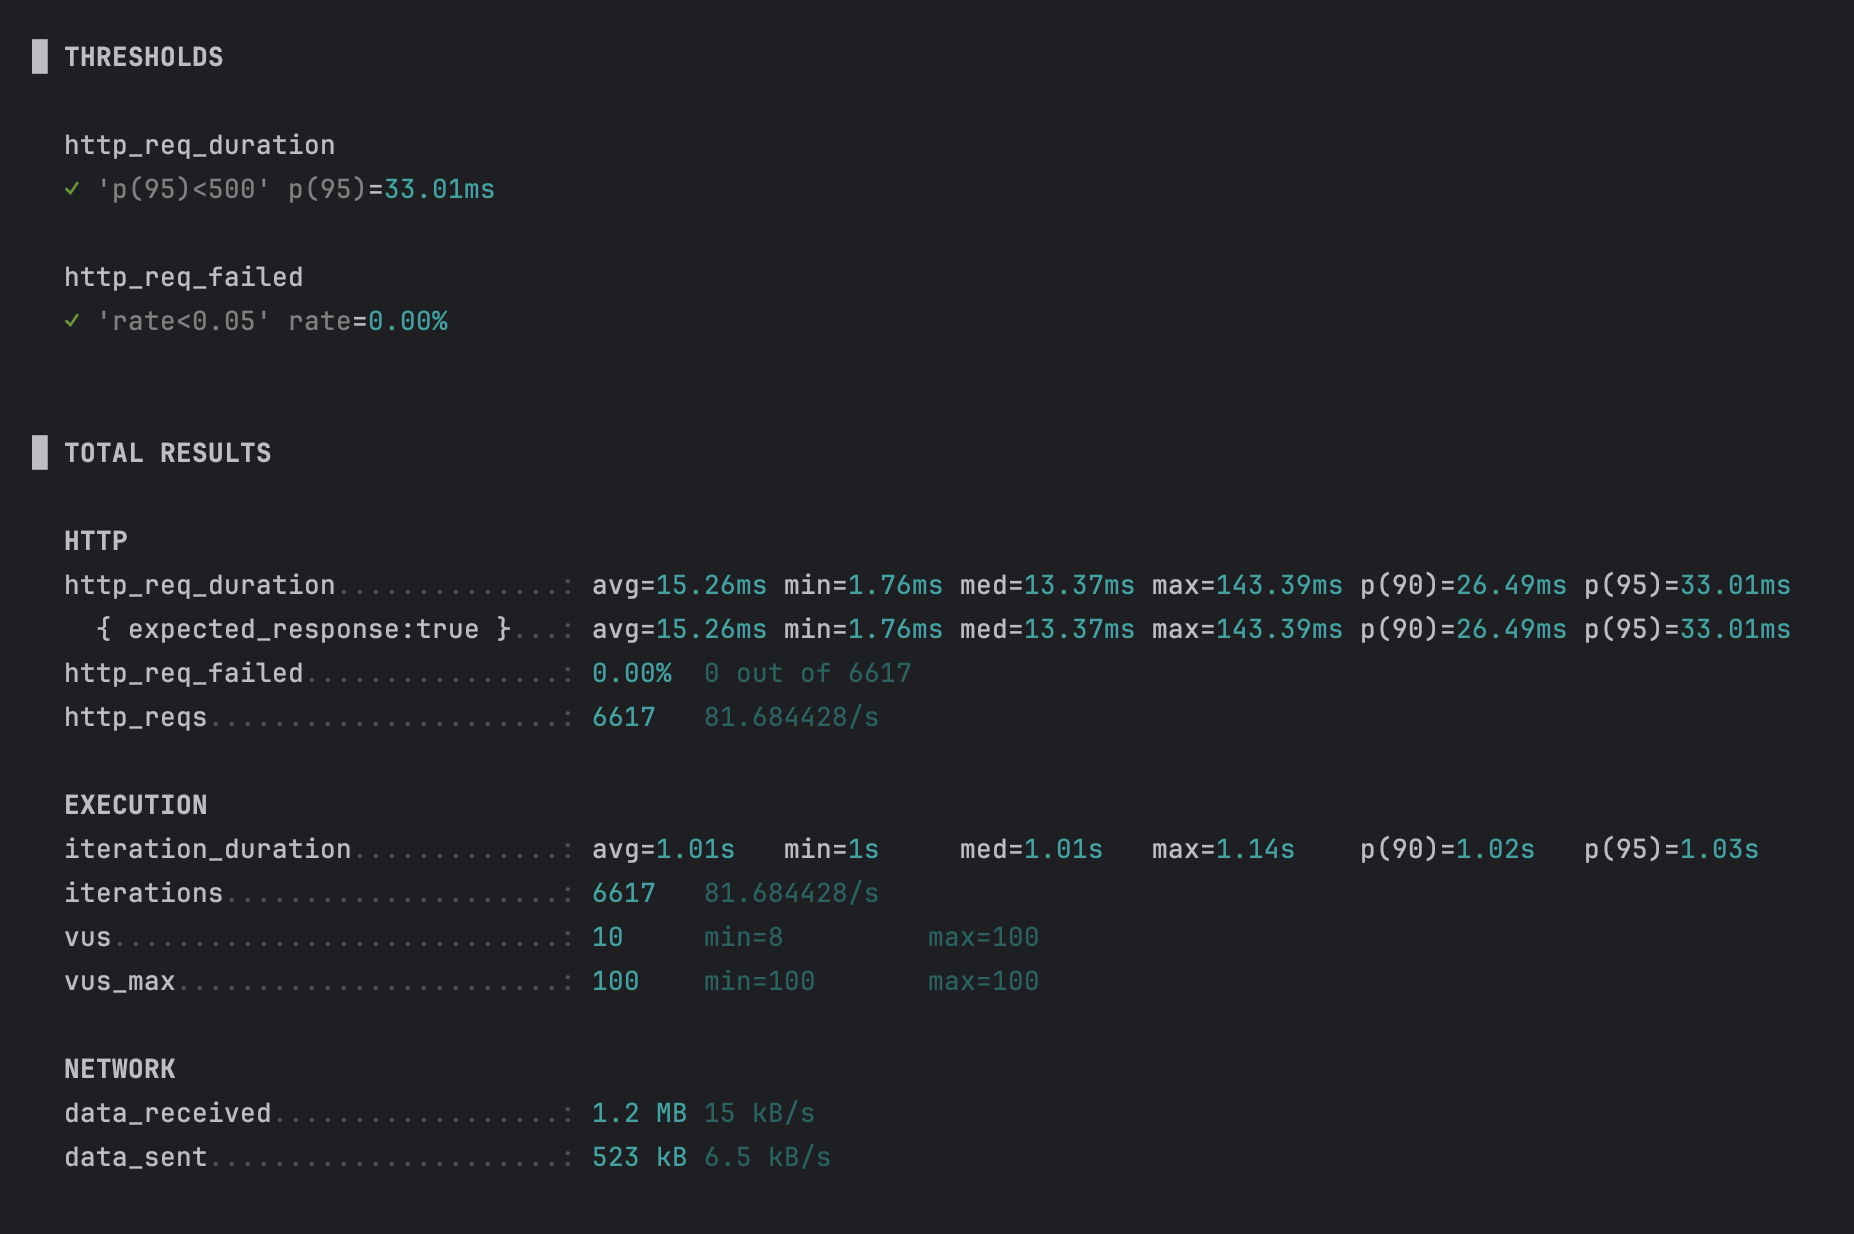 █ THRESHOLDS
http_req_duration
✓ 'p(95)<500' p(95)=33.01ms
http_req_failed
✓ 'rate<0.05' rate=0.00%
█ TOTAL RESULTS
HTTP
http_req_duration..............: avg=15.26ms min=1.76ms med=13.37ms max=143.39ms p(90)=26.49ms p(95)=33.01ms
{ expected_response:true }...: avg=15.26ms min=1.76ms med=13.37ms max=143.39ms p(90)=26.49ms p(95)=33.01ms
http_req_failed................: 0.00% 0 out of 6617
http_reqs......................: 6617 81.684428/s
EXECUTION
iteration_duration.............: avg=1.01s min=1s med=1.01s max=1.14s p(90)=1.02s p(95)=1.03s
iterations.....................: 6617 81.684428/s
vus............................: 10 min=8 max=100
vus_max........................: 100 min=100 max=100
NETWORK
data_received..................: 1.2 MB 15 kB/s
data_sent......................: 523 kB 6.5 kB/s